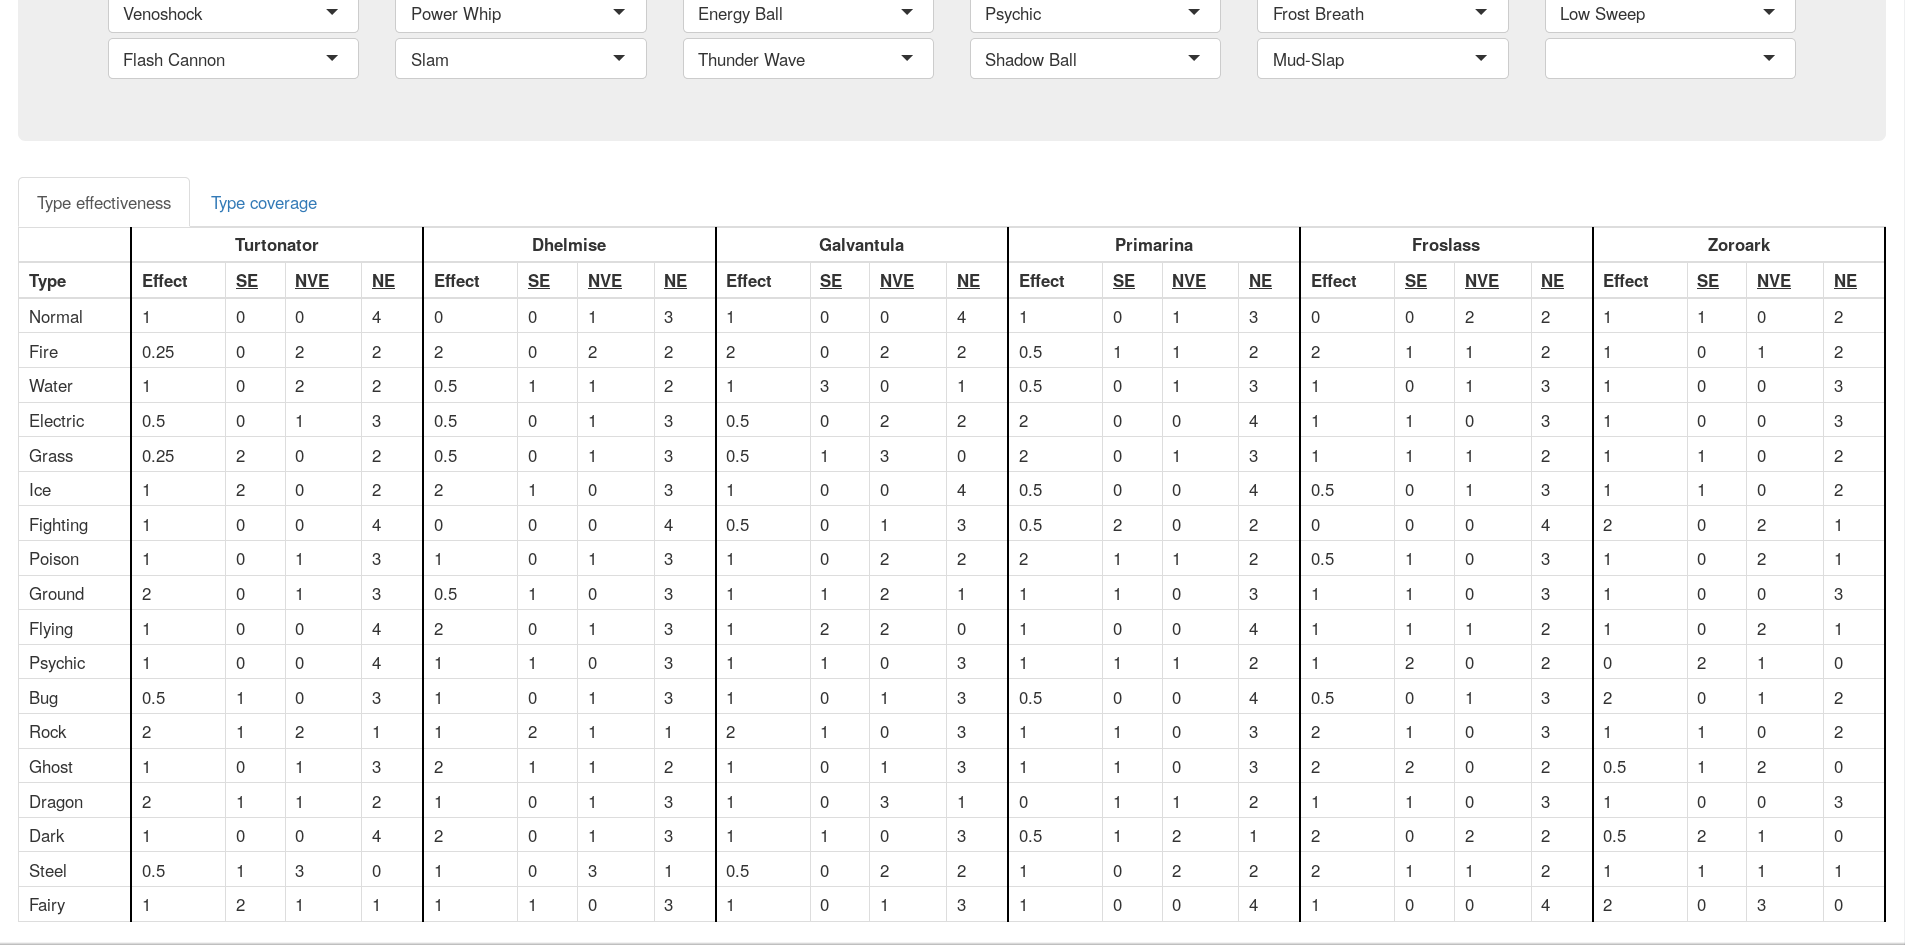 Venoshock Power Whip Energy Ball Psychic Frost Breath Low Sweep
Flash Cannon Slam Thunder Wave Shadow Ball Mud-Slap
Type effectiveness Type coverage
Turtonator Dhelmise Galvantula Primarina Froslass Zoroark
Type Effect SE NVE NE Effect SE NVE NE Effect SE NVE NE Effect SE NVE NE Effect SE NVE NE Effect SE NVE NE
Normal 1 0 0 4 0 0 1 3 1 0 0 4 1 0 1 3 0 0 2 2 1 1 0 2
Fire 0.25 0 2 2 2 0 2 2 2 0 2 2 0.5 1 1 2 2 1 1 2 1 0 1 2
Water 1 0 2 2 0.5 1 1 2 1 3 0 1 0.5 0 1 3 1 0 1 3 1 0 0 3
Electric 0.5 0 1 3 0.5 0 1 3 0.5 0 2 2 2 0 0 4 1 1 0 3 1 0 0 3
Grass 0.25 2 0 2 0.5 0 1 3 0.5 1 3 0 2 0 1 3 1 1 1 2 1 1 0 2
Ice 1 2 0 2 2 1 0 3 1 0 0 4 0.5 0 0 4 0.5 0 1 3 1 1 0 2
Fighting 1 0 0 4 0 0 0 4 0.5 0 1 3 0.5 2 0 2 0 0 0 4 2 0 2 1
Poison 1 0 1 3 1 0 1 3 1 0 2 2 2 1 1 2 0.5 1 0 3 1 0 2 1
Ground 2 0 1 3 0.5 1 0 3 1 1 2 1 1 1 0 3 1 1 0 3 1 0 0 3
Flying 1 0 0 4 2 0 1 3 1 2 2 0 1 0 0 4 1 1 1 2 1 0 2 1
Psychic 1 0 0 4 1 1 0 3 1 1 0 3 1 1 1 2 1 2 0 2 0 2 1 0
Bug 0.5 1 0 3 1 0 1 3 1 0 1 3 0.5 0 0 4 0.5 0 1 3 2 0 1 2
Rock 2 1 2 1 1 2 1 1 2 1 0 3 1 1 0 3 2 1 0 3 1 1 0 2
Ghost 1 0 1 3 2 1 1 2 1 0 1 3 1 1 0 3 2 2 0 2 0.5 1 2 0
Dragon 2 1 1 2 1 0 1 3 1 0 3 1 0 1 1 2 1 1 0 3 1 0 0 3
Dark 1 0 0 4 2 0 1 3 1 1 0 3 0.5 1 2 1 2 0 2 2 0.5 2 1 0
Steel 0.5 1 3 0 1 0 3 1 0.5 0 2 2 1 0 2 2 2 1 1 2 1 1 1 1
Fairy 1 2 1 1 1 1 0 3 1 0 1 3 1 0 0 4 1 0 0 4 2 0 3 0